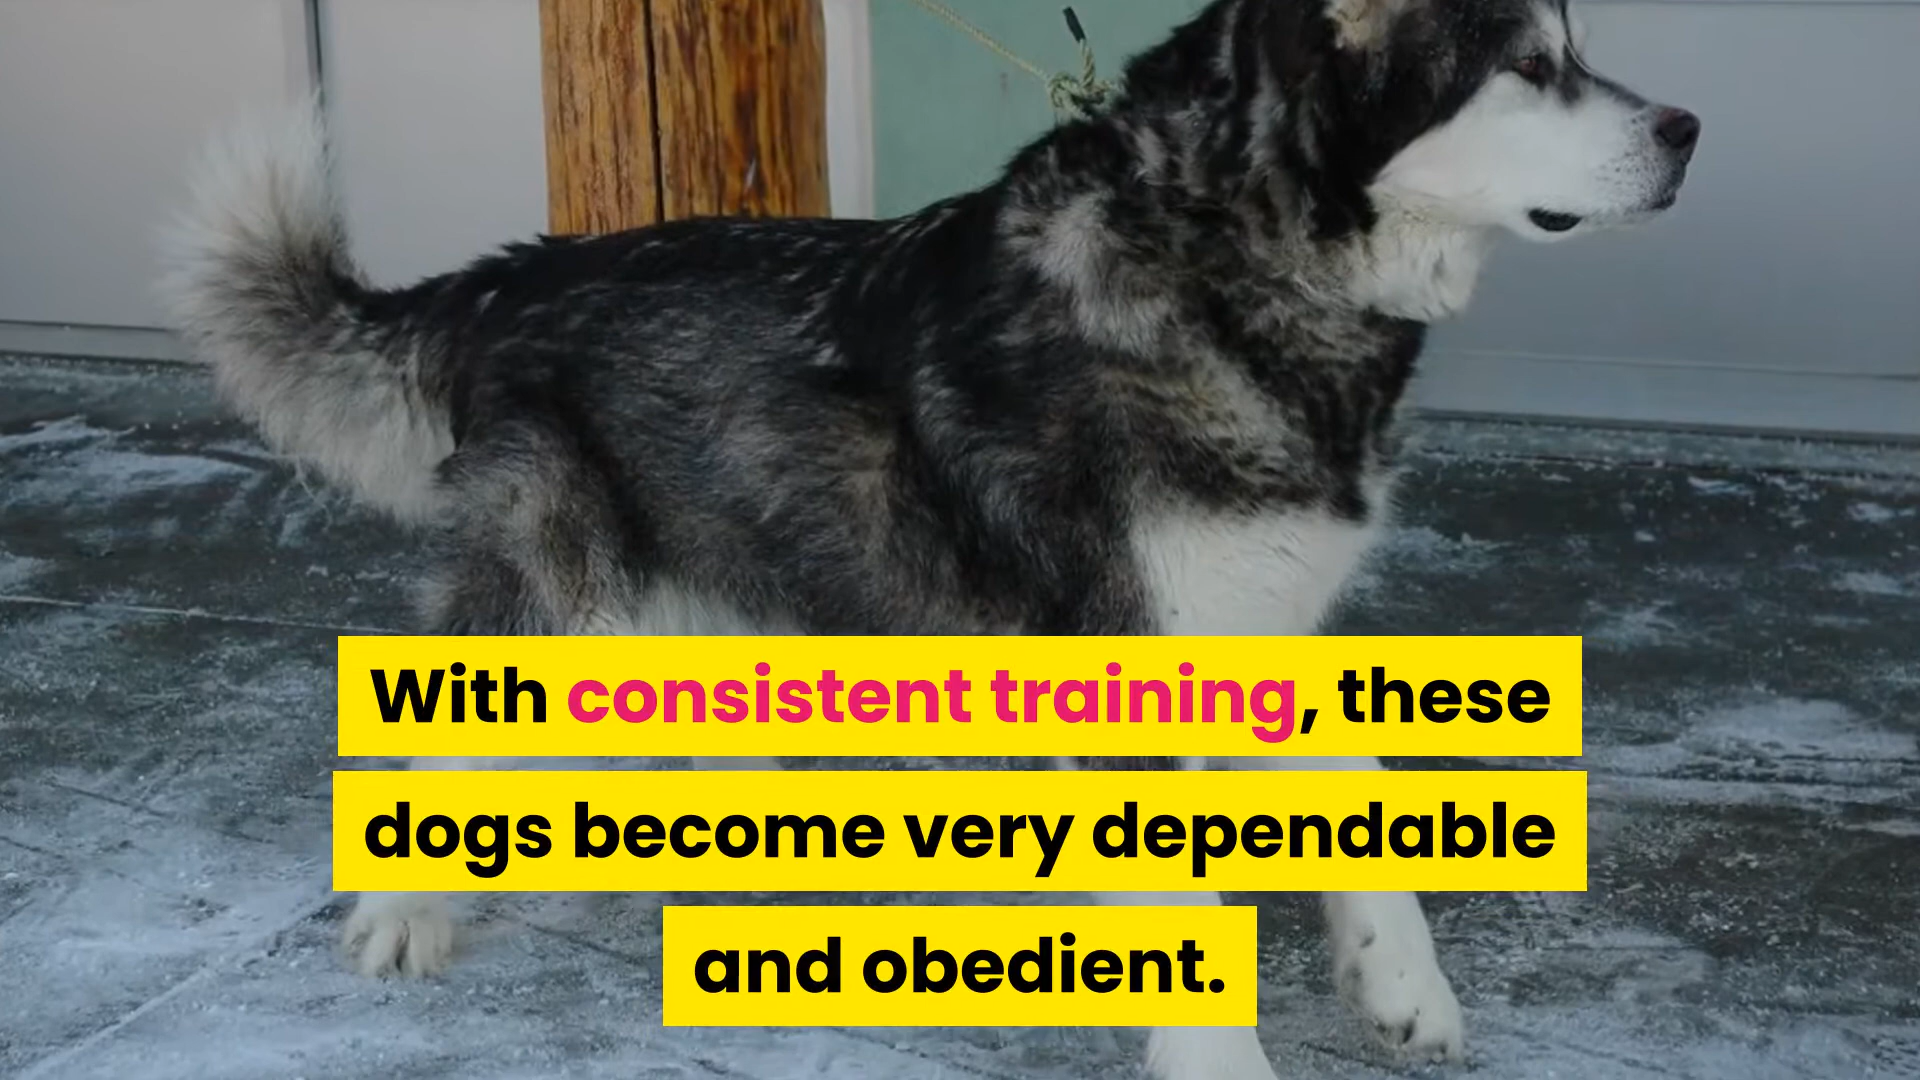 With consistent training, these
dogs become very dependable
and obedient.